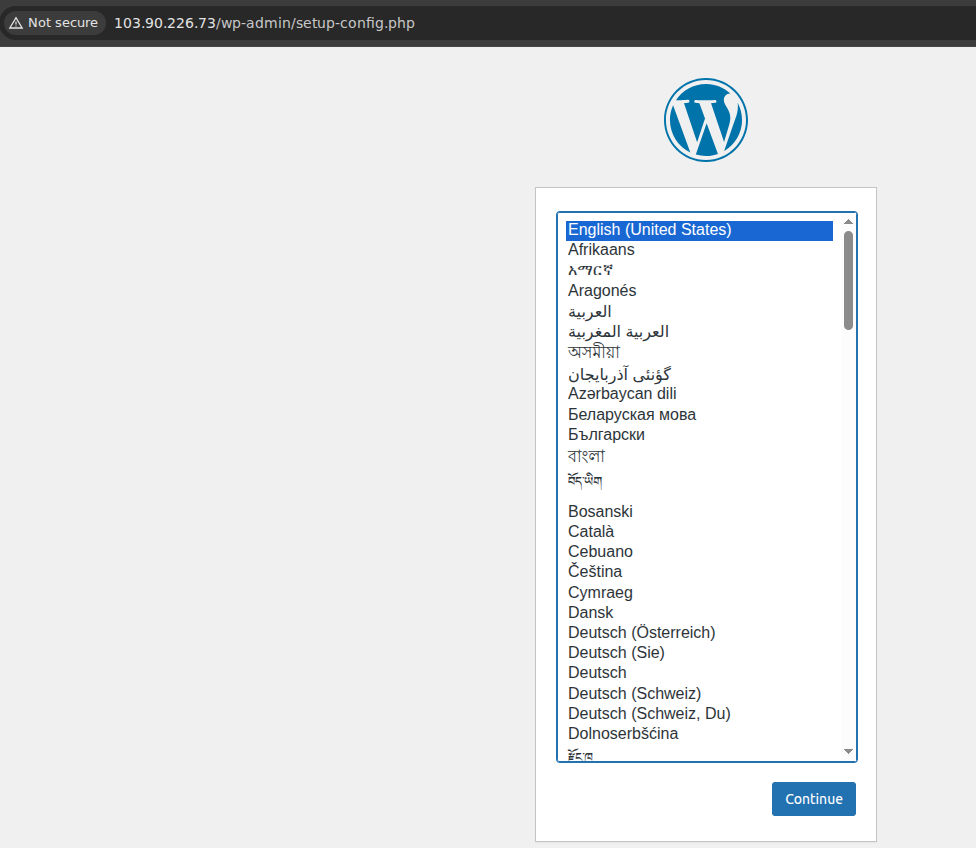 Not secure 103.90.226.73/wp-admin/setup-config.php
English (United States)
Afrikaans
አማርኛ
Aragonés
العربية
العربية المغربية
অসমীয়া
گؤنئی آذربایجان
Azərbaycan dili
Беларуская мова
Български
বাংলা
བོད་ཡིག
Bosanski
Català
Cebuano
Čeština
Cymraeg
Dansk
Deutsch (Österreich)
Deutsch (Sie)
Deutsch
Deutsch (Schweiz)
Deutsch (Schweiz, Du)
Dolnoserbšćina
རྫོང་ཁ
Continue